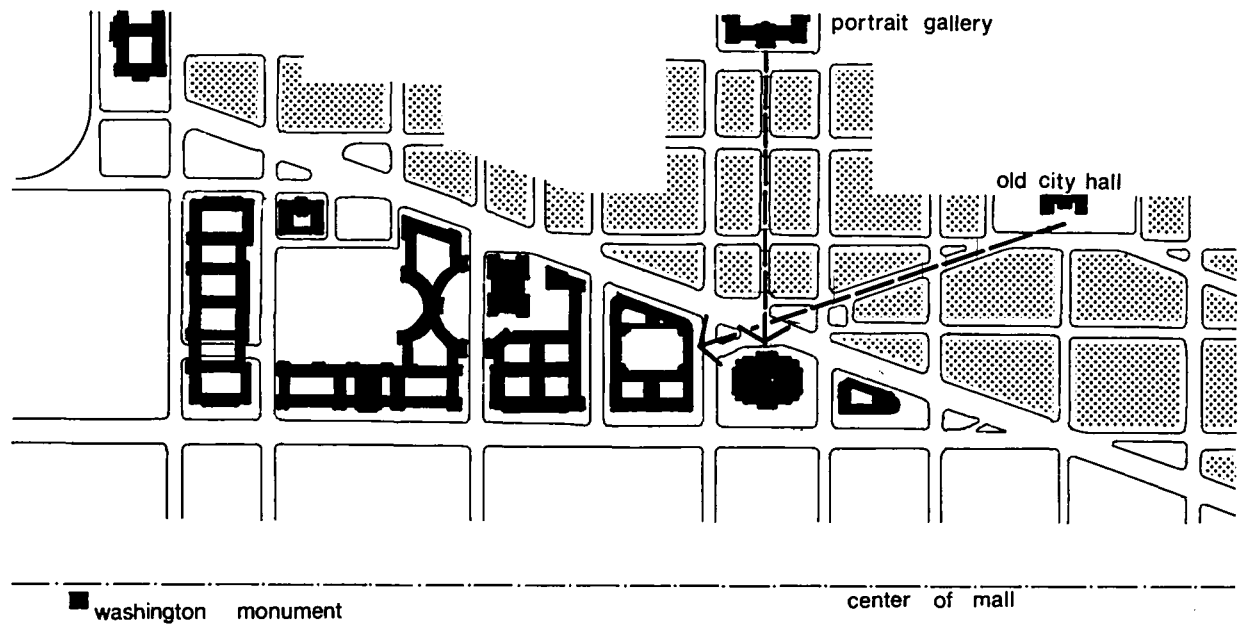 portrait gallery
old city hall
center of mall
washington monument